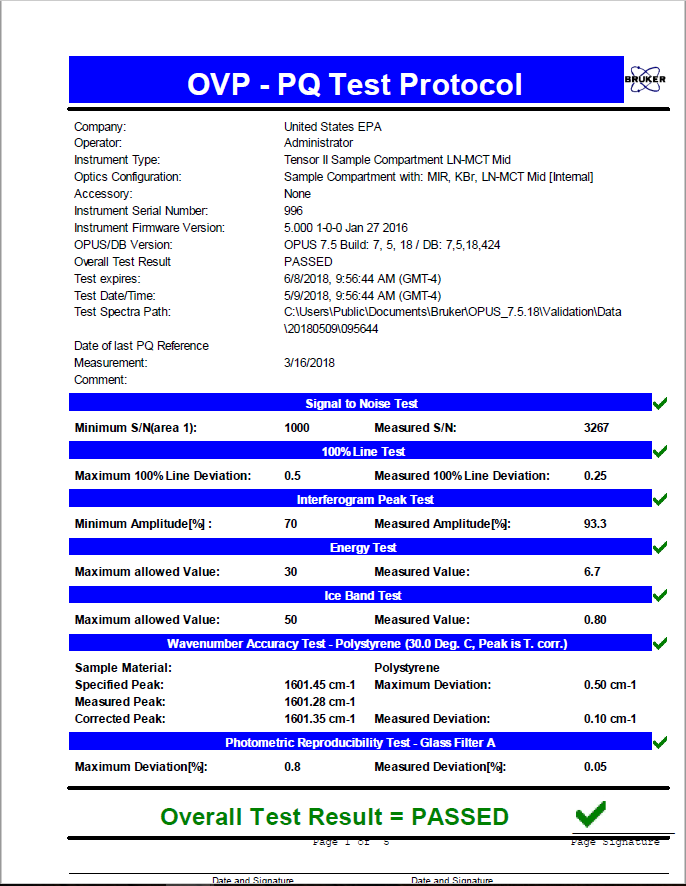 OVP - PQ Test Protocol
BRUKER
Company: United States EPA
Operator: Administrator
Instrument Type: Tensor II Sample Compartment LN-MCT Mid
Optics Configuration: Sample Compartment with: MIR, KBr, LN-MCT Mid [Internal]
Accessory: None
Instrument Serial Number: 996
Instrument Firmware Version: 5.000 1-0-0 Jan 27 2016
OPUS/DB Version: OPUS 7.5 Build: 7, 5, 18 / DB: 7,5,18,424
Overall Test Result PASSED
Test expires: 6/8/2018, 9:56:44 AM (GMT-4)
Test Date/Time: 5/9/2018, 9:56:44 AM (GMT-4)
Test Spectra Path: C:\Users\Public\Documents\Bruker\OPUS_7.5.18\Validation\Data
\20180509\095644
Date of last PQ Reference
Measurement: 3/16/2018
Comment:
Signal to Noise Test
Minimum S/N(area 1): 1000 Measured S/N: 3267
100% Line Test
Maximum 100% Line Deviation: 0.5 Measured 100% Line Deviation: 0.25
Interferogram Peak Test
Minimum Amplitude[%] : 70 Measured Amplitude[%]: 93.3
Energy Test
Maximum allowed Value: 30 Measured Value: 6.7
Ice Band Test
Maximum allowed Value: 50 Measured Value: 0.80
Wavenumber Accuracy Test - Polystyrene (30.0 Deg. C, Peak is T. corr.)
Sample Material: Polystyrene
Specified Peak: 1601.45 cm-1 Maximum Deviation: 0.50 cm-1
Measured Peak: 1601.28 cm-1
Corrected Peak: 1601.35 cm-1 Measured Deviation: 0.10 cm-1
Photometric Reproducibility Test - Glass Filter A
Maximum Deviation[%]: 0.8 Measured Deviation[%]: 0.05
Overall Test Result = PASSED
Page 1 of 5 Page Signature
Date and Signature Date and Signature